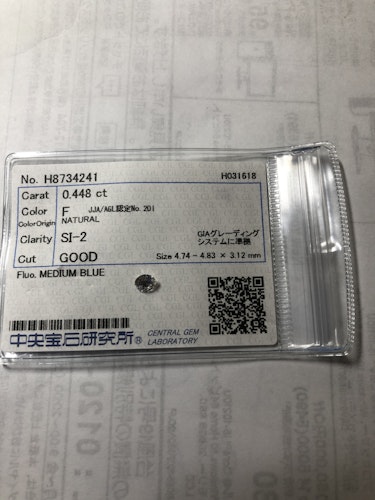 No. H8734241 H031618
Carat 0.448 ct
Color F JJA/AGL認定No. 201
ColorOrigin NATURAL
Clarity SI-2 GIAグレーディング
システムに準拠
Cut GOOD Size 4.74 - 4.83 × 3.12 mm
Fluo. MEDIUM BLUE
中央宝石研究所® CENTRAL GEM
LABORATORY